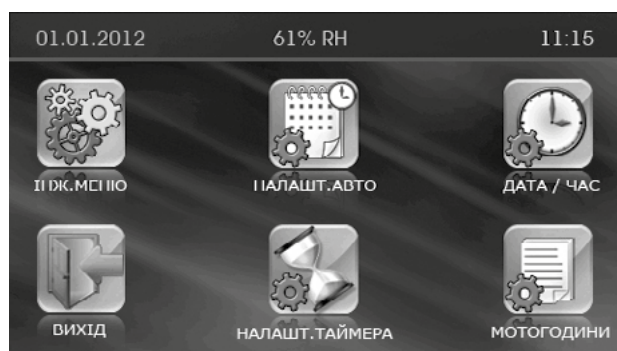 01.01.2012 61% RH 11:15
ІНЖ.МЕНЮ НАЛАШТ.АВТО ДАТА / ЧАС
ВИХІД НАЛАШТ.ТАЙМЕРА МОТОГОДИНИ